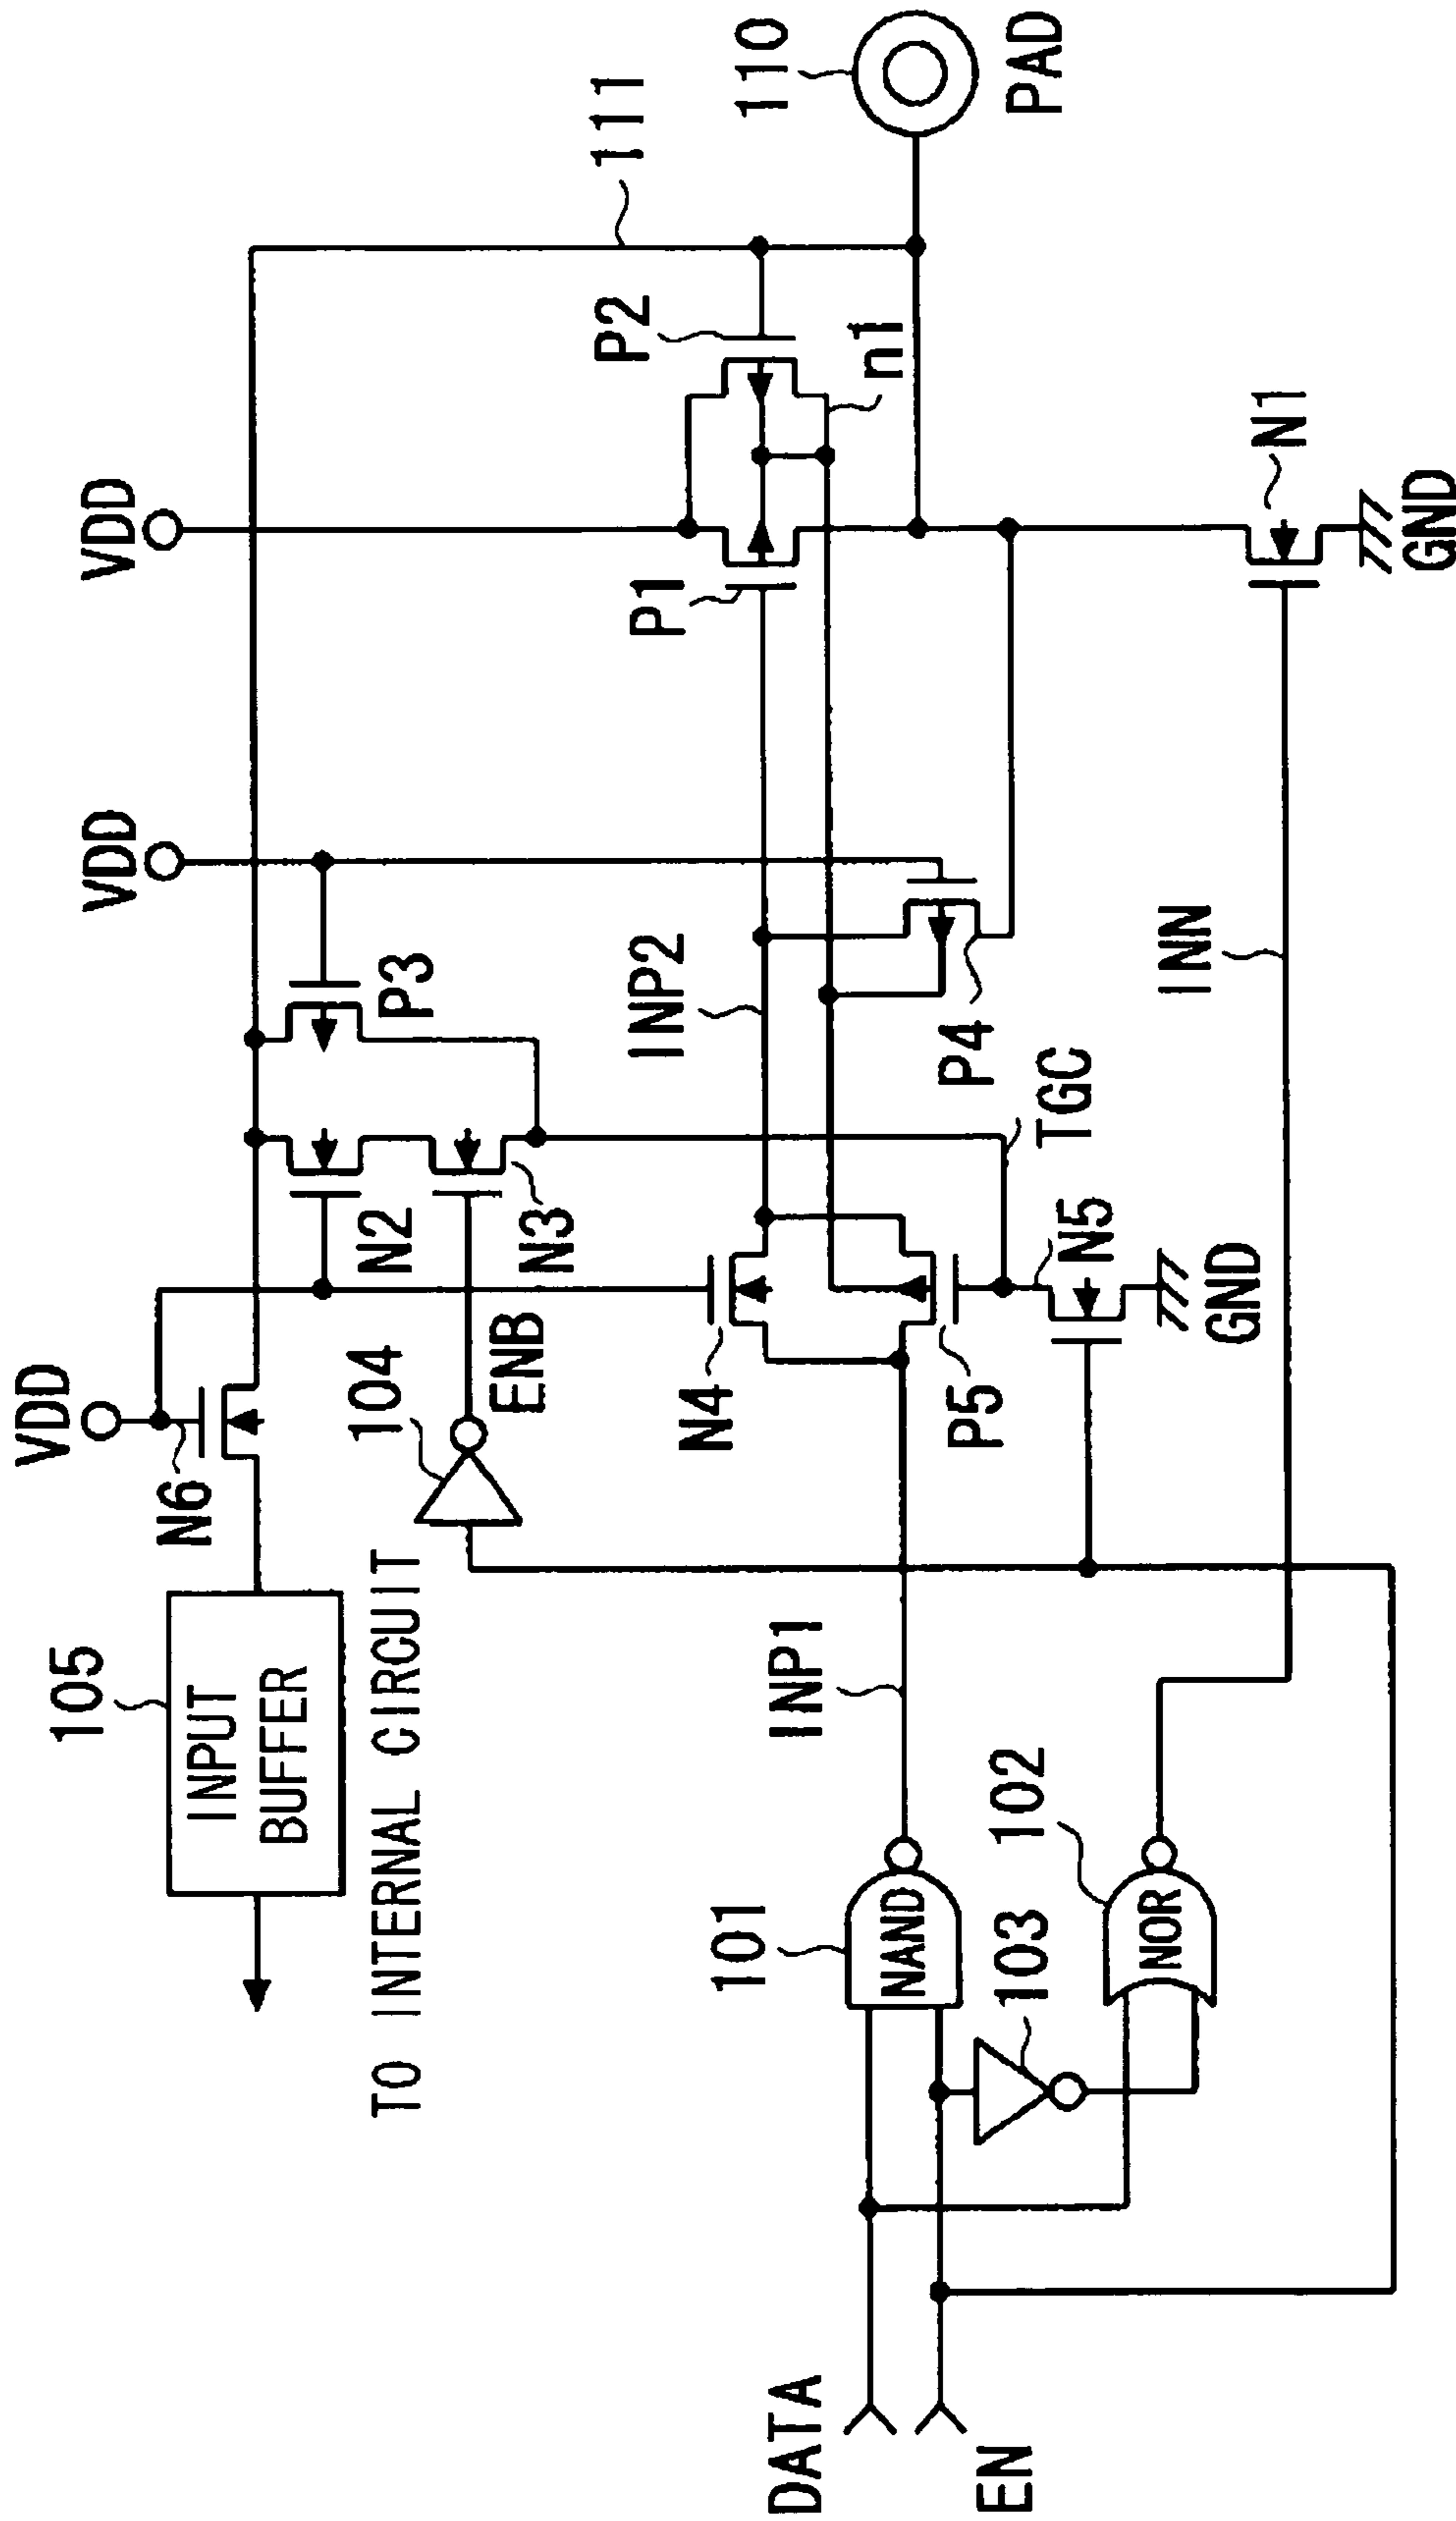 VDD
VDD
VDD
105
INPUT
BUFFER
TO INTERNAL CIRCUIT
N6
104
ENB
N2
N3
P3
111
110
PAD
P2
n1
P1
INP2
N4
P5
P4
TGC
N5
GND
INN
N1
GND
INP1
101
NAND
102
NOR
103
DATA
EN